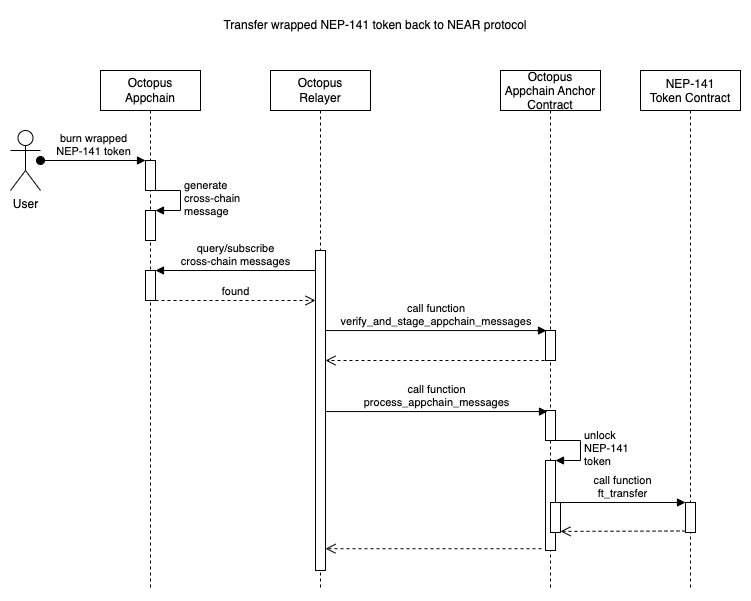 Transfer wrapped NEP-141 token back to NEAR protocol
Octopus
Appchain
Octopus
Relayer
Octopus
Appchain Anchor
Contract
NEP-141
Token Contract
burn wrapped
NEP-141 token
User
generate
cross-chain
message
query/subscribe
cross-chain messages
found
call function
verify_and_stage_appchain_messages
call function
process_appchain_messages
unlock
NEP-141
token
call function
ft_transfer